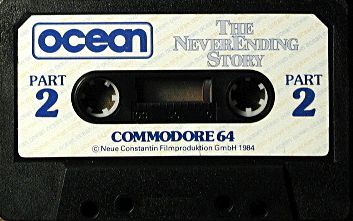 ocean
THE
NEVERENDING
STORY
PART
2
PART
2
COMMODORE 64
© Neue Constantin Filmproduktion GmbH 1984